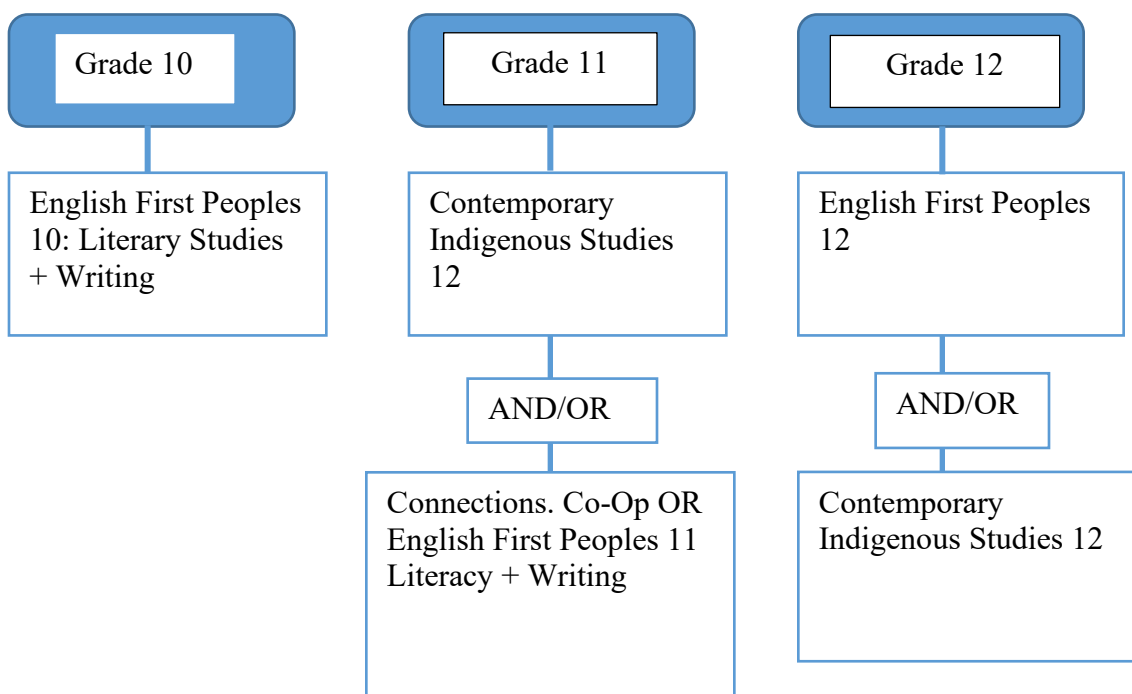 Grade 10
English First Peoples
10: Literary Studies
+ Writing
Grade 11
Contemporary
Indigenous Studies
12
AND/OR
Connections. Co-Op OR
English First Peoples 11
Literacy + Writing
Grade 12
English First Peoples
12
AND/OR
Contemporary
Indigenous Studies 12